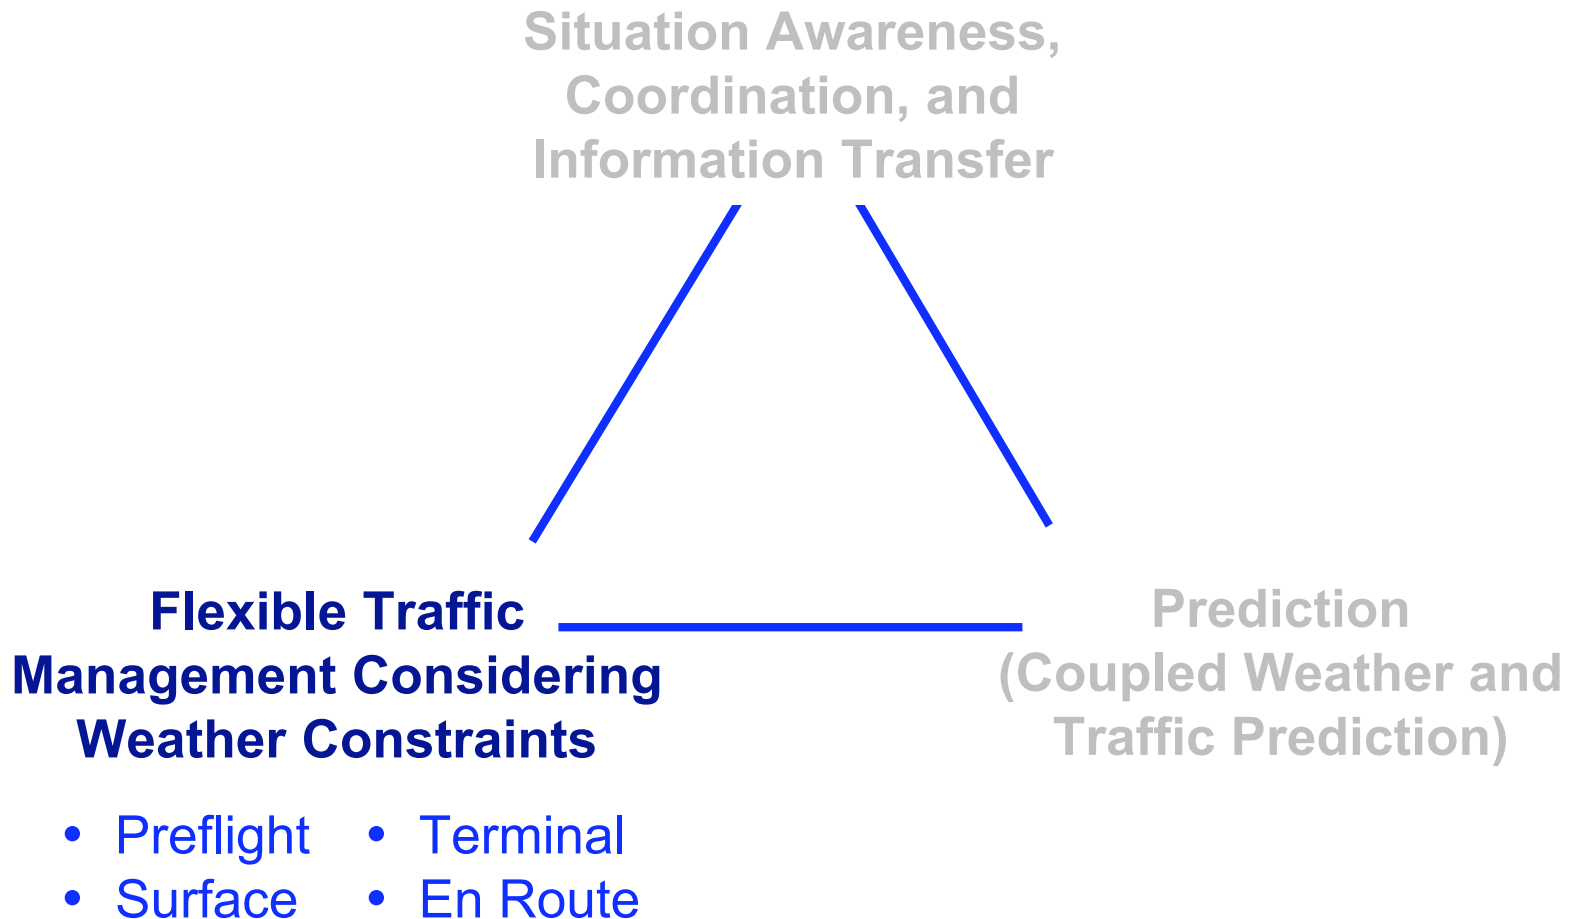 Situation Awareness,
Coordination, and
Information Transfer
Flexible Traffic
Management Considering
Weather Constraints
Prediction
(Coupled Weather and
Traffic Prediction)
• Preflight • Terminal
• Surface • En Route